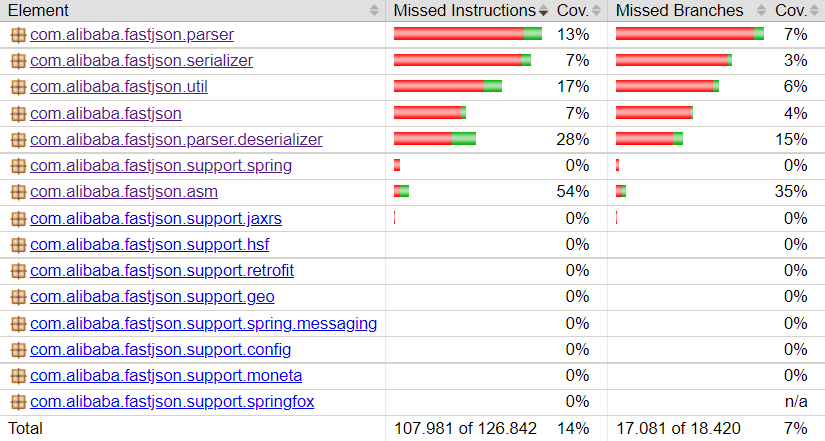 Element Missed Instructions Cov. Missed Branches Cov.
com.alibaba.fastjson.parser 13% 7%
com.alibaba.fastjson.serializer 7% 3%
com.alibaba.fastjson.util 17% 6%
com.alibaba.fastjson 7% 4%
com.alibaba.fastjson.parser.deserializer 28% 15%
com.alibaba.fastjson.support.spring 0% 0%
com.alibaba.fastjson.asm 54% 35%
com.alibaba.fastjson.support.jaxrs 0% 0%
com.alibaba.fastjson.support.hsf 0% 0%
com.alibaba.fastjson.support.retrofit 0% 0%
com.alibaba.fastjson.support.geo 0% 0%
com.alibaba.fastjson.support.spring.messaging 0% 0%
com.alibaba.fastjson.support.config 0% 0%
com.alibaba.fastjson.support.moneta 0% 0%
com.alibaba.fastjson.support.springfox 0% n/a
Total 107.981 of 126.842 14% 17.081 of 18.420 7%